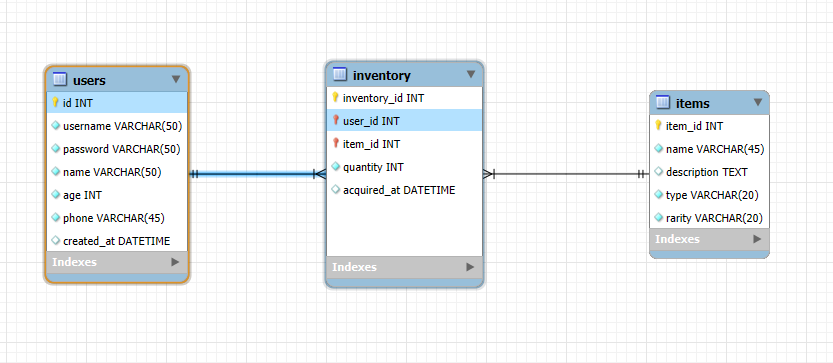 users
id INT
username VARCHAR(50)
password VARCHAR(50)
name VARCHAR(50)
age INT
phone VARCHAR(45)
created_at DATETIME
Indexes
inventory
inventory_id INT
user_id INT
item_id INT
quantity INT
acquired_at DATETIME
Indexes
items
item_id INT
name VARCHAR(45)
description TEXT
type VARCHAR(20)
rarity VARCHAR(20)
Indexes